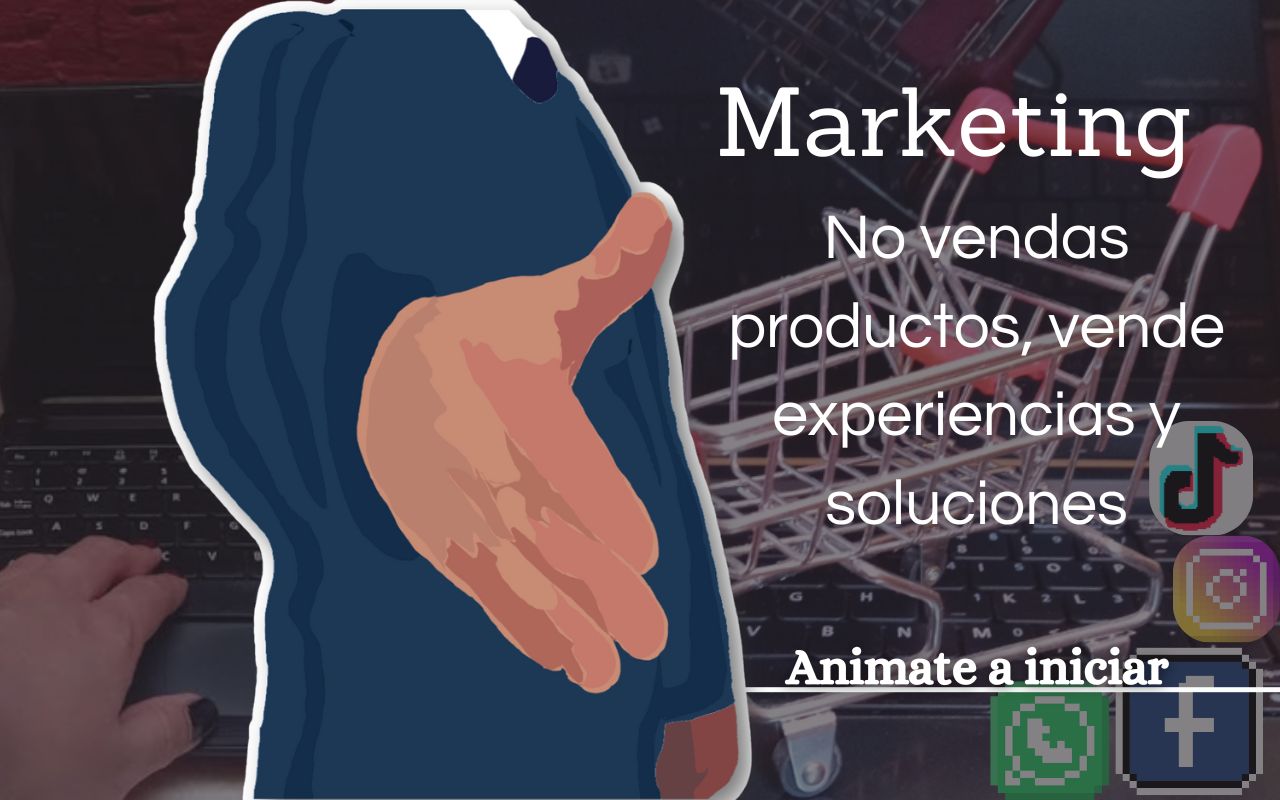 Marketing
No vendas
productos, vende
experiencias y
soluciones
Animate a iniciar